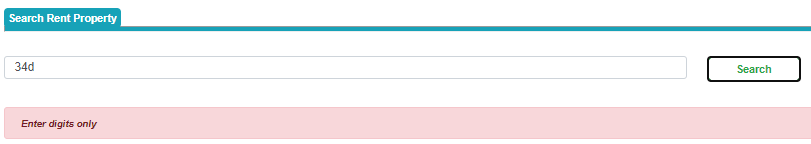 Search Rent Property
34d
Search
Enter digits only